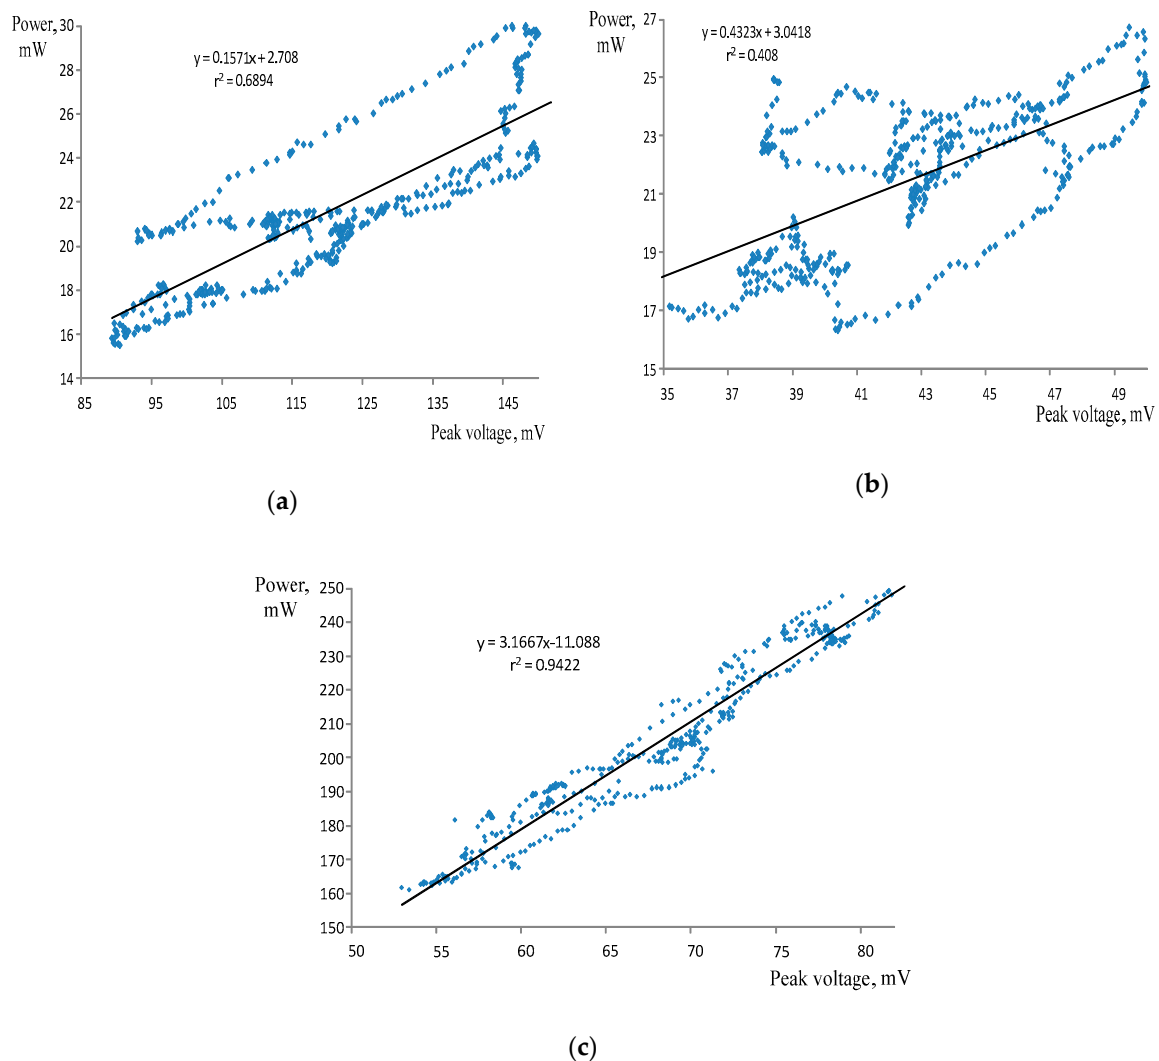 Power,
mW
30
28
26
24
22
20
18
16
14
y = 0.1571x + 2.708
r² = 0.6894
85 95 105 115 125 135 145
Peak voltage, mV
(a)
Power,
mW
27
25
23
21
19
17
15
y = 0.4323x + 3.0418
r² = 0.408
35 37 39 41 43 45 47 49
Peak voltage, mV
(b)
Power,
mW
250
240
230
220
210
200
190
180
170
160
150
y = 3.1667x–11.088
r² = 0.9422
50 55 60 65 70 75 80
Peak voltage, mV
(c)